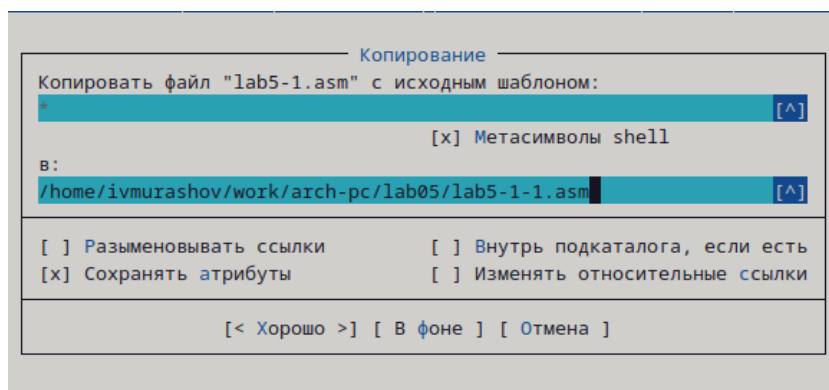 Копирование
Копировать файл "lab5-1.asm" с исходным шаблоном:
* [^]
[x] Метасимволы shell
в:
/home/ivmurashov/work/arch-pc/lab05/lab5-1-1.asm [^]
[ ] Разыменовывать ссылки [ ] Внутрь подкаталога, если есть
[x] Сохранять атрибуты [ ] Изменять относительные ссылки
[< Хорошо >] [ В фоне ] [ Отмена ]